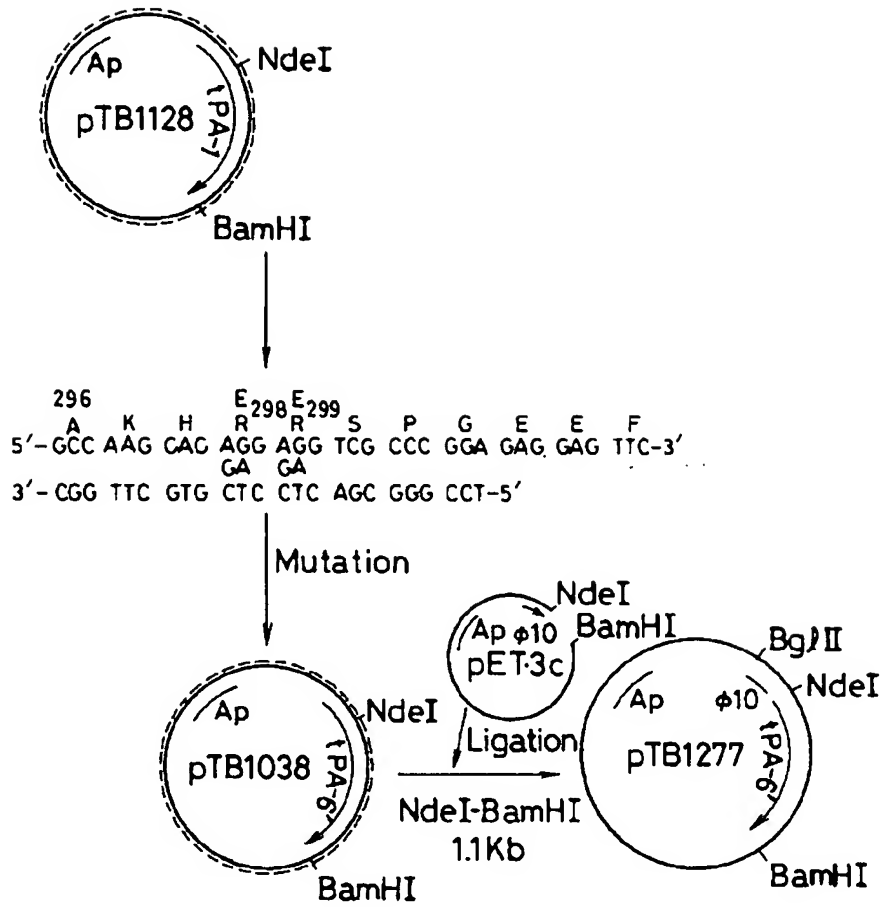 Ap
NdeI
pTB1128
tPA-1
BamHI
296 E 298 E 299
A K H R R S P G E E F
5'-GCC AAG CAC AGG AGG TCG CCC GGA GAG GAG TTC-3'
GA GA
3'-CGG TTC GTG CTC CTC AGC GGG CCT-5'
Mutation
NdeI
Ap φ10 BamHI
pET-3c
BglII
Ap NdeI
pTB1038
tPA-6'
BamHI
Ligation
NdeI-BamHI
1.1Kb
Ap φ10 NdeI
pTB1277
tPA-6'
BamHI